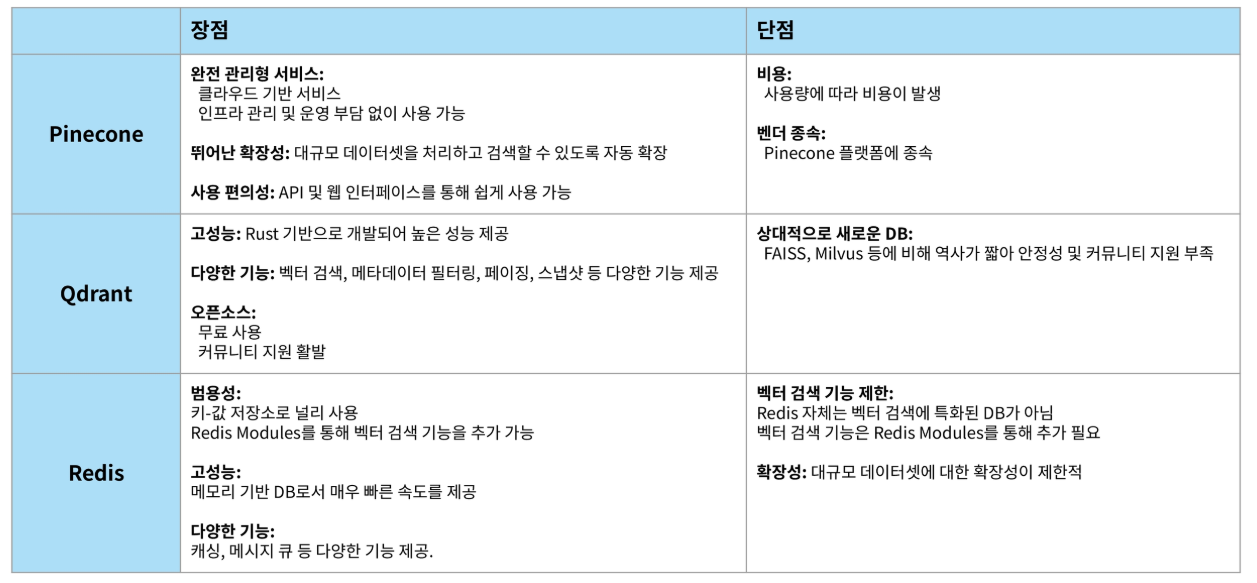 장점
단점
Pinecone
완전 관리형 서비스:
클라우드 기반 서비스
인프라 관리 및 운영 부담 없이 사용 가능
뛰어난 확장성: 대규모 데이터셋을 처리하고 검색할 수 있도록 자동 확장
사용 편의성: API 및 웹 인터페이스를 통해 쉽게 사용 가능
비용:
사용량에 따라 비용이 발생
벤더 종속:
Pinecone 플랫폼에 종속
Qdrant
고성능: Rust 기반으로 개발되어 높은 성능 제공
다양한 기능: 벡터 검색, 메타데이터 필터링, 페이징, 스냅샷 등 다양한 기능 제공
오픈소스:
무료 사용
커뮤니티 지원 활발
상대적으로 새로운 DB:
FAISS, Milvus 등에 비해 역사가 짧아 안정성 및 커뮤니티 지원 부족
Redis
범용성:
키-값 저장소로 널리 사용
Redis Modules를 통해 벡터 검색 기능을 추가 가능
고성능:
메모리 기반 DB로서 매우 빠른 속도를 제공
다양한 기능:
캐싱, 메시지 큐 등 다양한 기능 제공.
벡터 검색 기능 제한:
Redis 자체는 벡터 검색에 특화된 DB가 아님
벡터 검색 기능은 Redis Modules를 통해 추가 필요
확장성: 대규모 데이터셋에 대한 확장성이 제한적